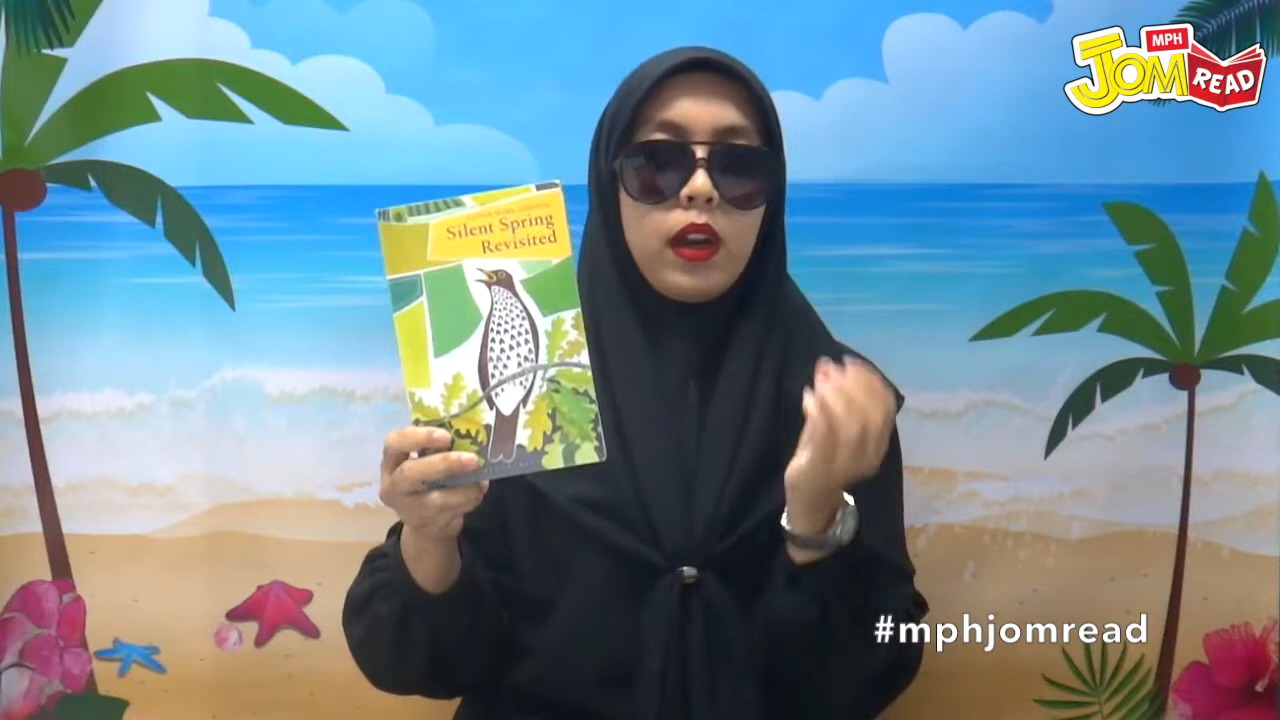 MPH
JOM
READ
Silent Spring
Revisited
#mphjomread